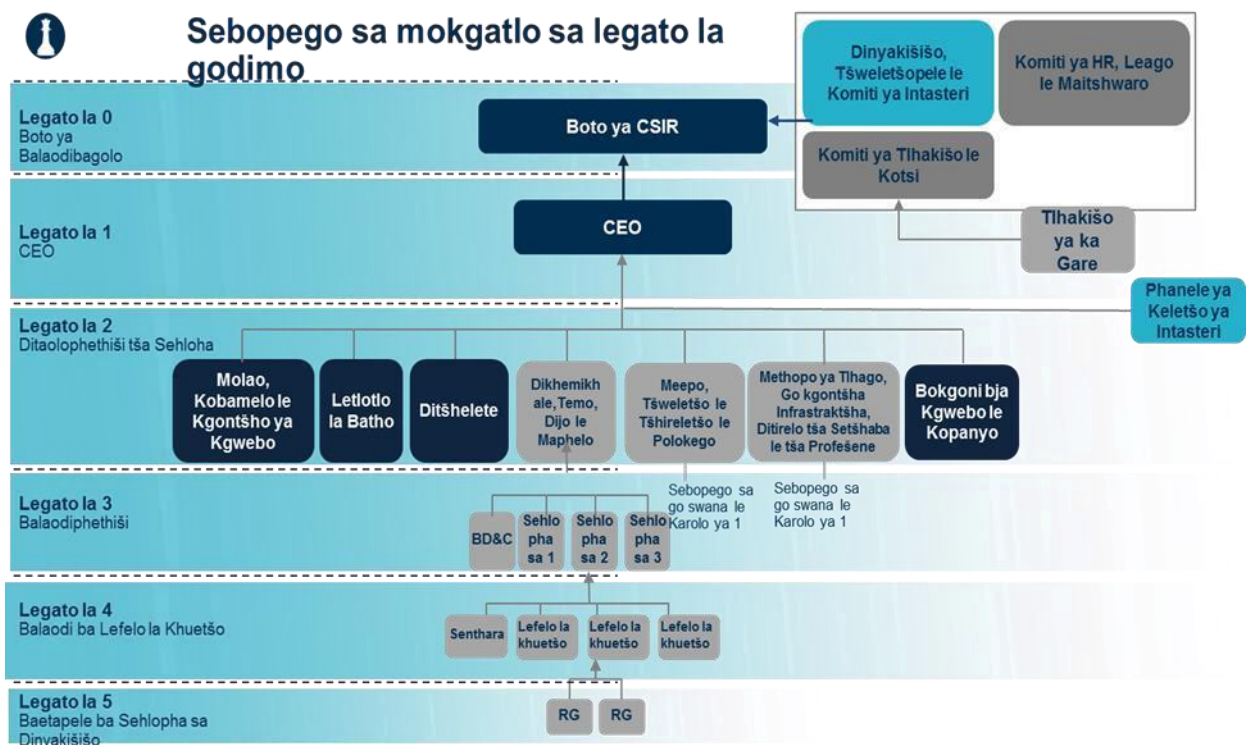 Sebopego sa mokgatlo sa legato la
godimo
Dinyakišišo,
Tšweletšopele le
Komiti ya Intasteri
Komiti ya HR, Leago
le Maitshwaro
Komiti ya Tlhakišo le
Kotsi
Tlhakišo
ya ka
Gare
Phanele ya
Keletšo ya
Intasteri
Legato la 0
Boto ya
Balaodibagolo
Boto ya CSIR
Legato la 1
CEO
CEO
Legato la 2
Ditaolophethiši tša Sehloha
Molao,
Kobamelo le
Kgontšho ya
Kgwebo
Letlotlo
la Batho
Ditšhelete
Dikhemikh
ale, Temo,
Dijo le
Maphelo
Meepo,
Tšweletšo le
Tšhireletšo le
Polokego
Methopo ya Tlhago,
Go kgontšha
Infrastraktšha,
Ditirelo tša Setšhaba
le tša Profešene
Bokgoni bja
Kgwebo le
Kopanyo
Legato la 3
Balaodiphethiši
BD&C
Sehlo
pha
sa 1
Sehlo
pha
sa 2
Sehlo
pha
sa 3
Sebopego sa
go swana le
Karolo ya 1
Sebopego sa
go swana le
Karolo ya 1
Legato la 4
Balaodi ba Lefelo la Khuetšo
Senthara
Lefelo la
khuetšo
Lefelo la
khuetšo
Lefelo la
khuetšo
Legato la 5
Baetapele ba Sehlopha sa
Dinyakišišo
RG
RG